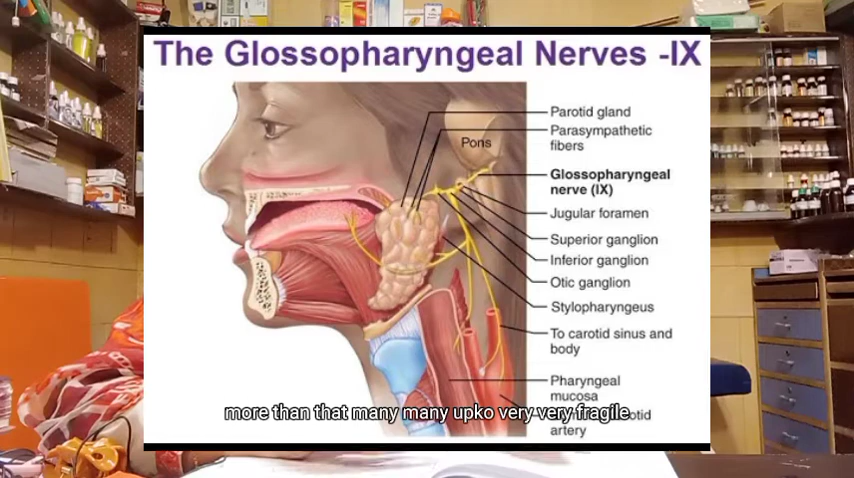 The Glossopharyngeal Nerves -IX
Parotid gland
Parasympathetic
fibers
Pons
Glossopharyngeal
nerve (IX)
Jugular foramen
Superior ganglion
Inferior ganglion
Otic ganglion
Stylopharyngeus
To carotid sinus and
body
Pharyngeal
mucosa
more than that many many upko very very fragile
otid
artery